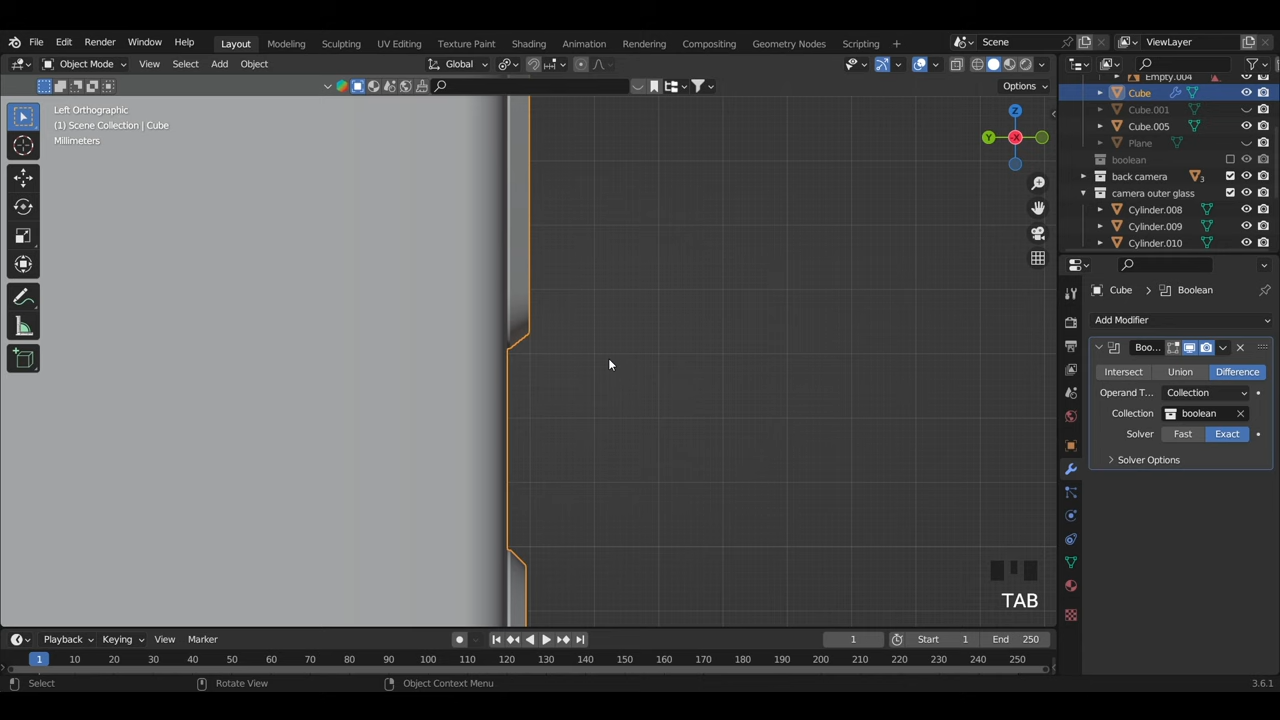 File Edit Render Window Help Layout Modeling Sculpting UV Editing Texture Paint Shading Animation Rendering Compositing Geometry Nodes Scripting + Scene ViewLayer
Object Mode View Select Add Object Global
Options
Left Orthographic
(1) Scene Collection | Cube
Millimeters
Z
Y
X
Empty.004
Cube
Cube.001
Cube.005
Plane
boolean
back camera 3
camera outer glass
Cylinder.008
Cylinder.009
Cylinder.010
Cube > Boolean
Add Modifier
Boo...
Intersect Union Difference
Operand T... Collection
Collection boolean
Solver Fast Exact
Solver Options
TAB
Playback Keying View Marker 1 Start 1 End 250
1 10 20 30 40 50 60 70 80 90 100 110 120 130 140 150 160 170 180 190 200 210 220 230 240 250
Select Rotate View Object Context Menu 3.6.1